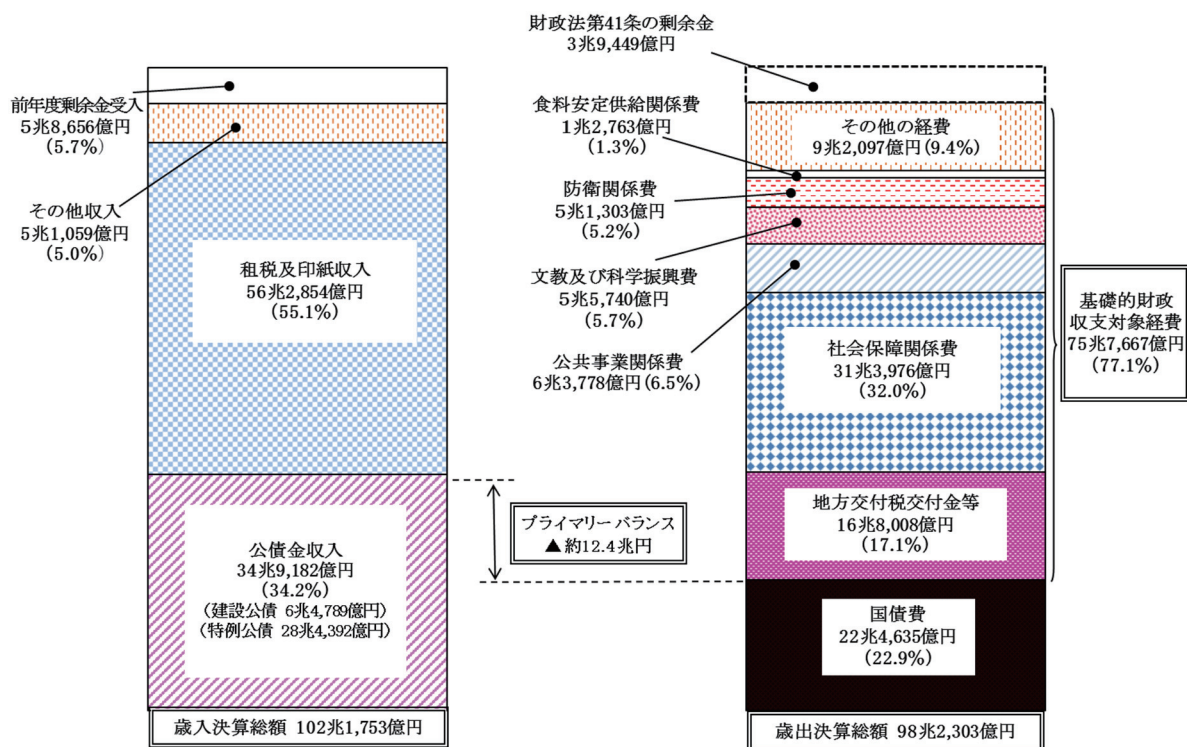 前年度剰余金受入
5兆8,656億円
(5.7%)
その他収入
5兆1,059億円
(5.0%)
租税及印紙収入
56兆2,854億円
(55.1%)
公債金収入
34兆9,182億円
(34.2%)
(建設公債 6兆4,789億円)
(特例公債 28兆4,392億円)
歳入決算総額 102兆1,753億円
プライマリーバランス
▲約12.4兆円
財政法第41条の剰余金
3兆9,449億円
食料安定供給関係費
1兆2,763億円
(1.3%)
防衛関係費
5兆1,303億円
(5.2%)
文教及び科学振興費
5兆5,740億円
(5.7%)
公共事業関係費
6兆3,778億円(6.5%)
その他の経費
9兆2,097億円(9.4%)
社会保障関係費
31兆3,976億円
(32.0%)
地方交付税交付金等
16兆8,008億円
(17.1%)
国債費
22兆4,635億円
(22.9%)
歳出決算総額 98兆2,303億円
基礎的財政
収支対象経費
75兆7,667億円
(77.1%)